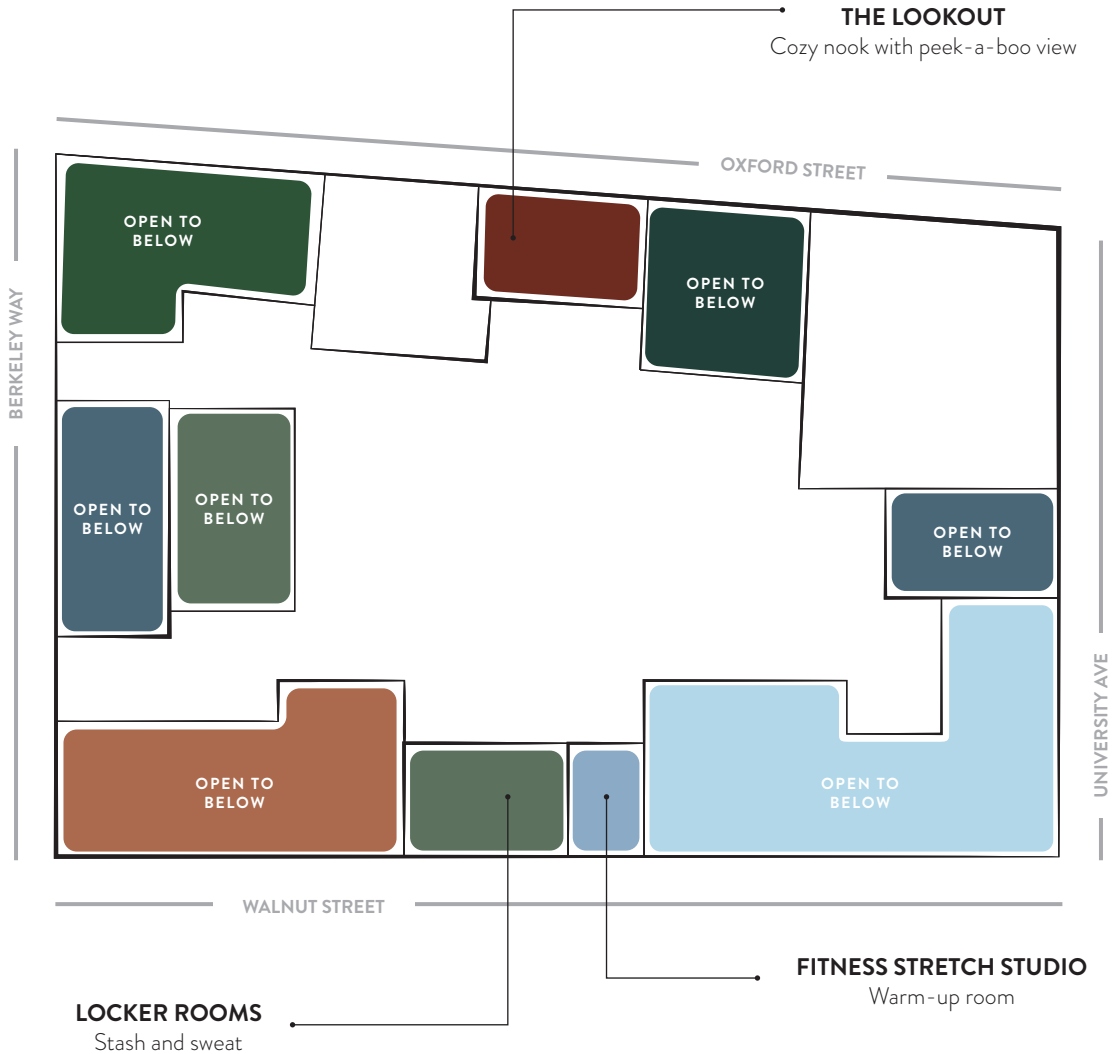 THE LOOKOUT
Cozy nook with peek-a-boo view
OXFORD STREET
OPEN TO
BELOW
OPEN TO
BELOW
BERKELEY WAY
OPEN TO
BELOW
OPEN TO
BELOW
OPEN TO
BELOW
UNIVERSITY AVE
OPEN TO
BELOW
OPEN TO
BELOW
WALNUT STREET
FITNESS STRETCH STUDIO
Warm-up room
LOCKER ROOMS
Stash and sweat